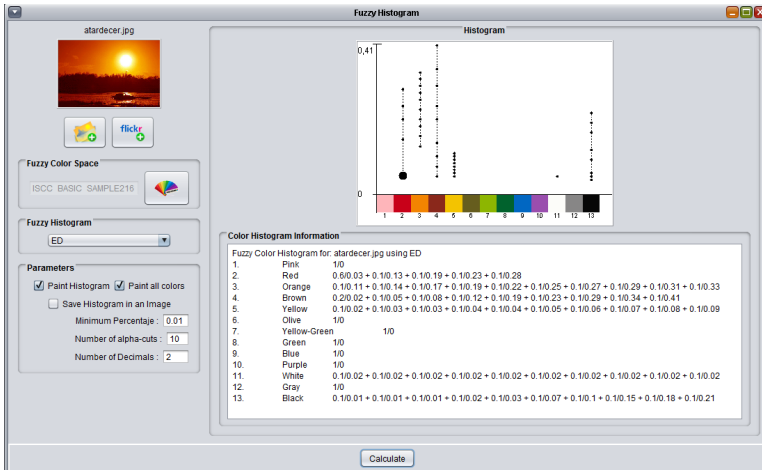 Fuzzy Histogram
atardecer.jpg
flickr
Fuzzy Color Space
ISCC BASIC SAMPLE216
Fuzzy Histogram
ED
Parameters
Paint Histogram Paint all colors
Save Histogram in an Image
Minimum Percentaje : 0.01
Number of alpha-cuts : 10
Number of Decimals : 2
Histogram
0,41
0
1 2 3 4 5 6 7 8 9 10 11 12 13
Color Histogram Information
Fuzzy Color Histogram for: atardecer.jpg using ED
1. Pink 1/0
2. Red 0.6/0.03 + 0.1/0.13 + 0.1/0.19 + 0.1/0.23 + 0.1/0.28
3. Orange 0.1/0.11 + 0.1/0.14 + 0.1/0.17 + 0.1/0.19 + 0.1/0.22 + 0.1/0.25 + 0.1/0.27 + 0.1/0.29 + 0.1/0.31 + 0.1/0.33
4. Brown 0.2/0.02 + 0.1/0.05 + 0.1/0.08 + 0.1/0.12 + 0.1/0.19 + 0.1/0.23 + 0.1/0.29 + 0.1/0.34 + 0.1/0.41
5. Yellow 0.1/0.02 + 0.1/0.03 + 0.1/0.03 + 0.1/0.04 + 0.1/0.04 + 0.1/0.05 + 0.1/0.06 + 0.1/0.07 + 0.1/0.08 + 0.1/0.09
6. Olive 1/0
7. Yellow-Green 1/0
8. Green 1/0
9. Blue 1/0
10. Purple 1/0
11. White 0.1/0.02 + 0.1/0.02 + 0.1/0.02 + 0.1/0.02 + 0.1/0.02 + 0.1/0.02 + 0.1/0.02 + 0.1/0.02 + 0.1/0.02 + 0.1/0.02
12. Gray 1/0
13. Black 0.1/0.01 + 0.1/0.01 + 0.1/0.01 + 0.1/0.02 + 0.1/0.03 + 0.1/0.07 + 0.1/0.1 + 0.1/0.15 + 0.1/0.18 + 0.1/0.21
Calculate